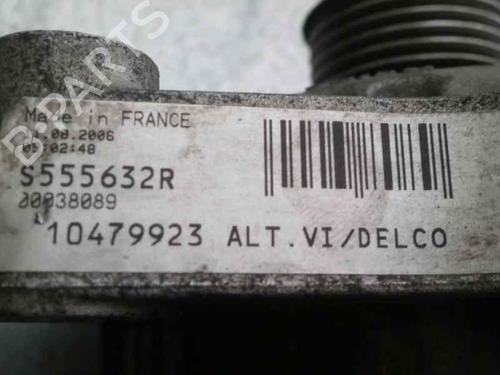 B-PARTS
Made in FRANCE
.08.2006
:02:48
S555632R
00038089
10479923 ALT.VI/DELCO